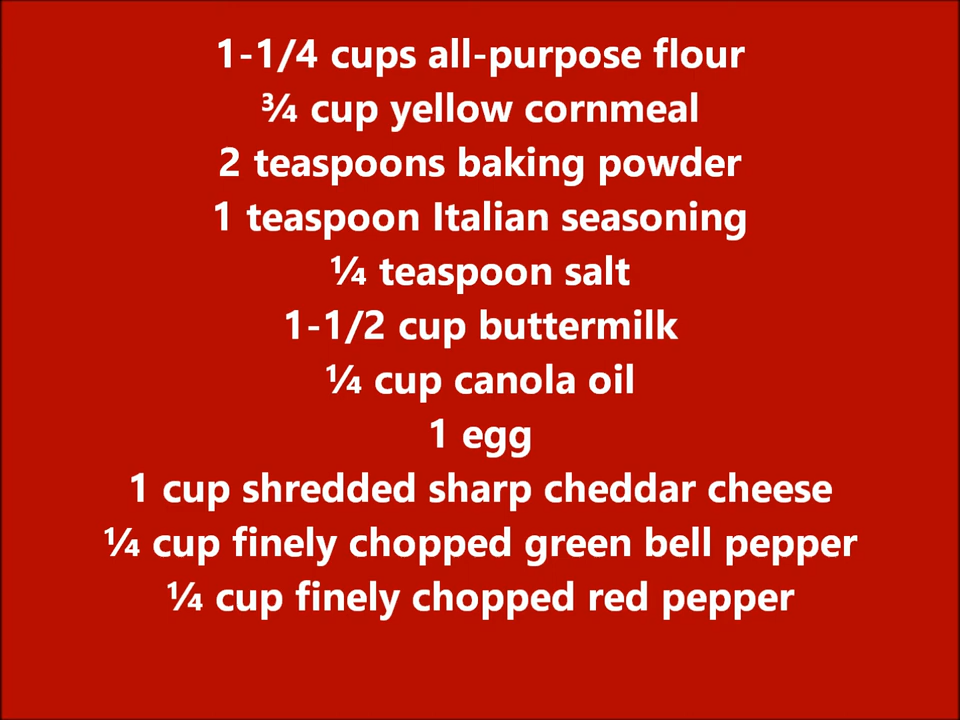 1-1/4 cups all-purpose flour
¾ cup yellow cornmeal
2 teaspoons baking powder
1 teaspoon Italian seasoning
¼ teaspoon salt
1-1/2 cup buttermilk
¼ cup canola oil
1 egg
1 cup shredded sharp cheddar cheese
¼ cup finely chopped green bell pepper
¼ cup finely chopped red pepper